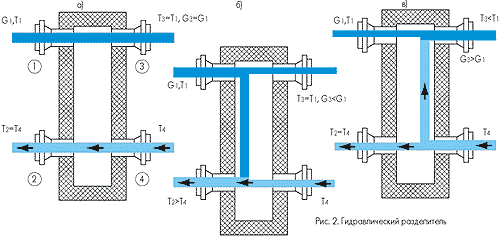 а)
G₁,T₁
T₃=T₁, G₃=G₁
1
3
T₂=T₄
T₄
2
4
б)
G₁,T₁
T₃=T₁, G₃<G₁
T₂>T₄
T₄
в)
G₁,T₁
T₃<T₁
G₃>G₁
T₂=T₄
T₄
Рис. 2. Гидравлический разделитель